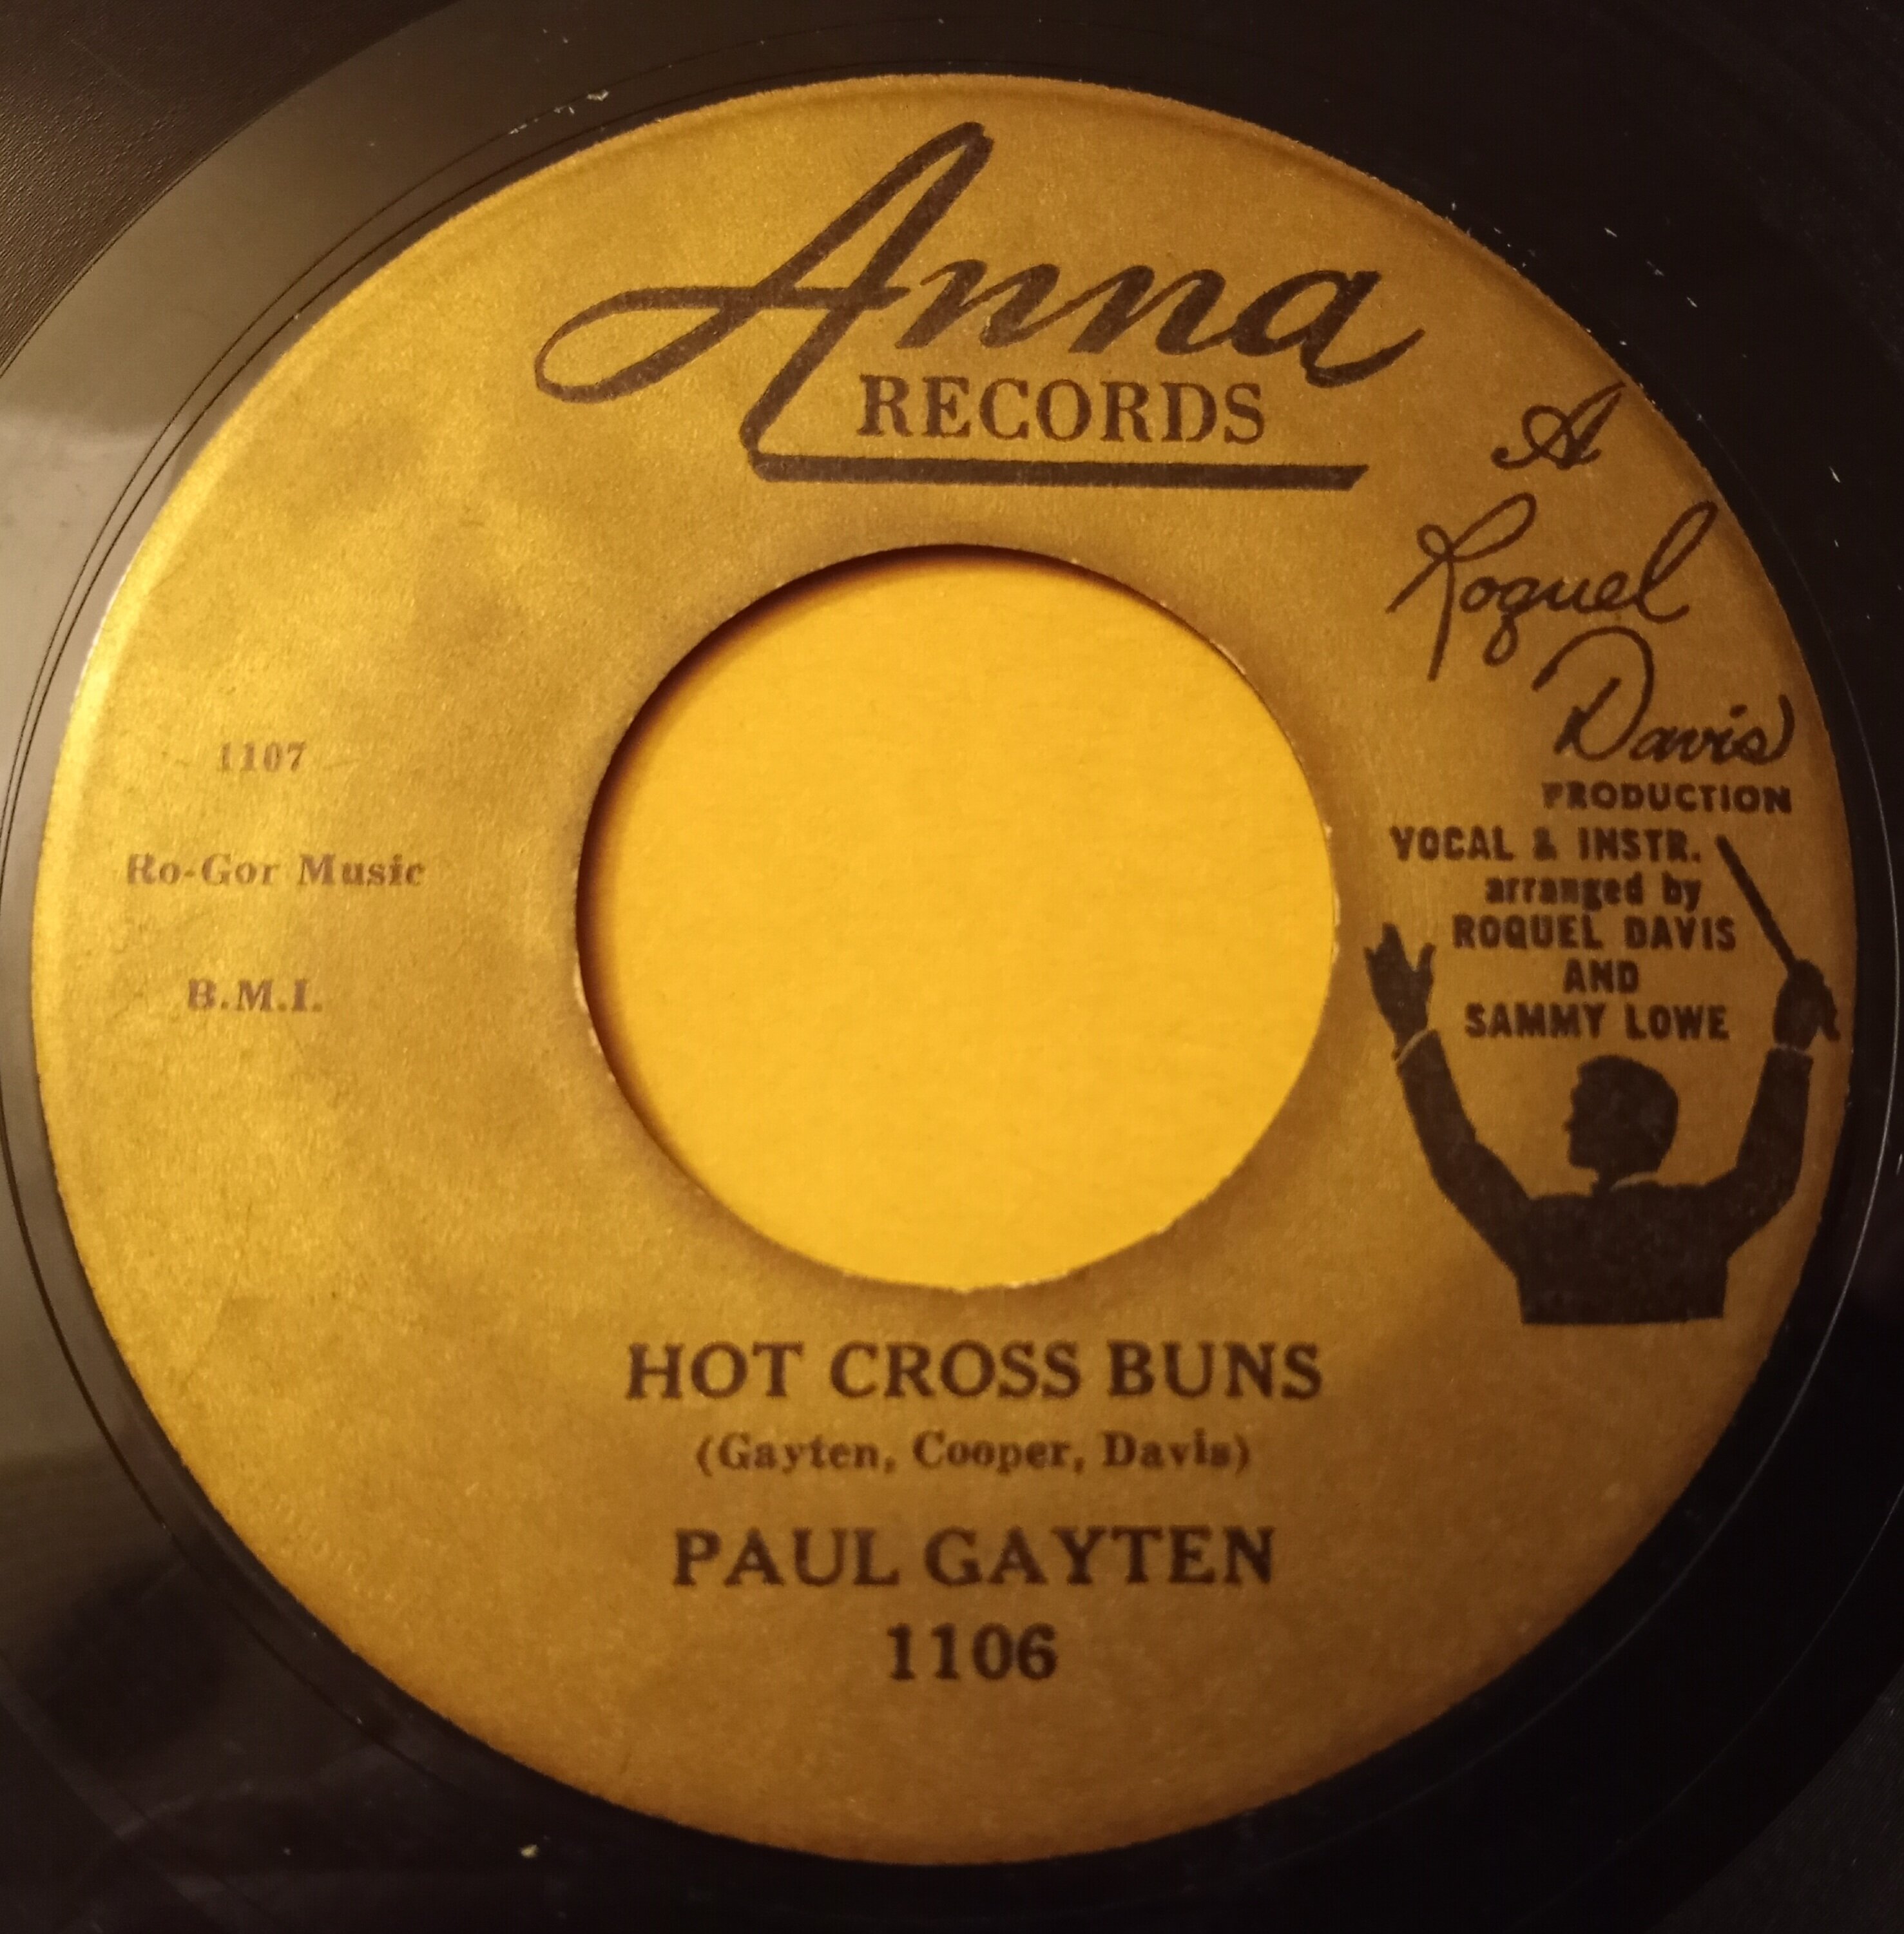 Anna
RECORDS
A
Roquel
Davis
PRODUCTION
VOCAL & INSTR.
arranged by
ROQUEL DAVIS
AND
SAMMY LOWE
1107
Ro-Gor Music
B.M.I.
HOT CROSS BUNS
(Gayten, Cooper, Davis)
PAUL GAYTEN
1106